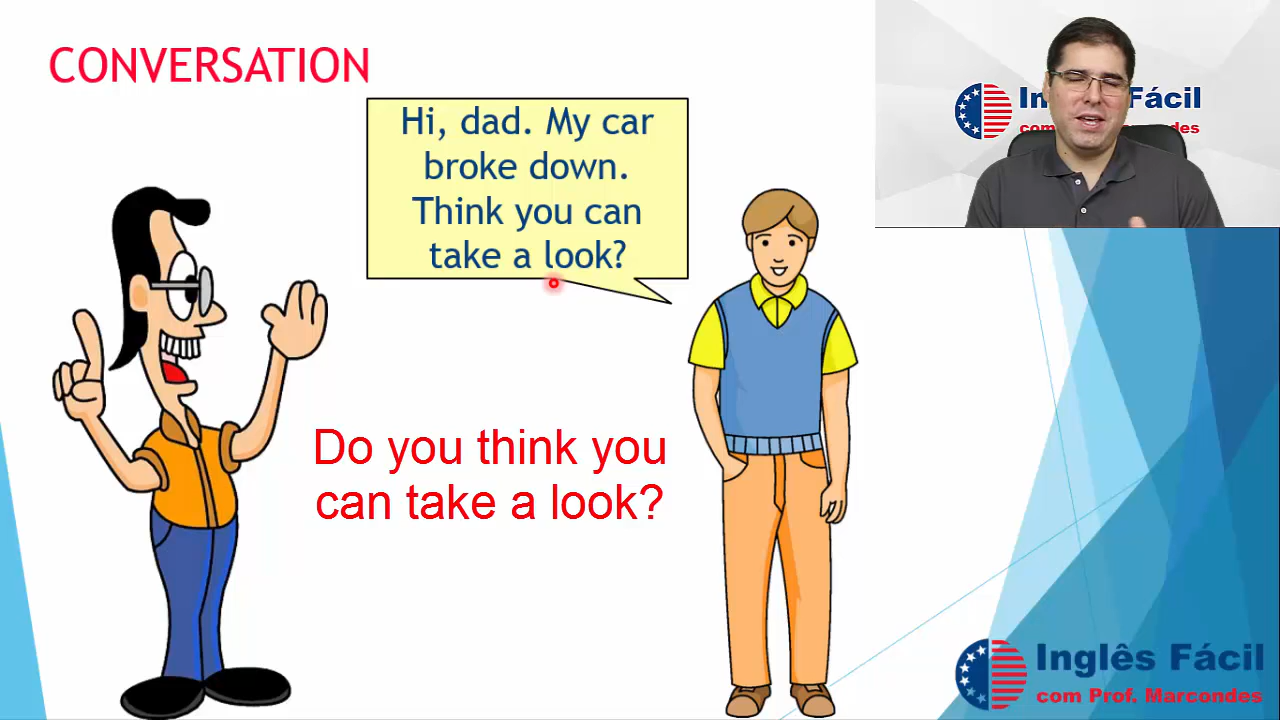 CONVERSATION
Hi, dad. My car
broke down.
Think you can
take a look?
Do you think you
can take a look?
Fácil
com
Inglês Fácil
com Prof. Marcondes